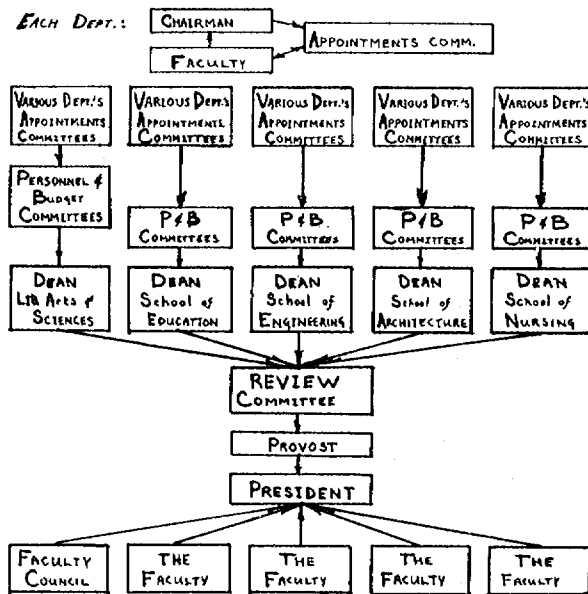 EACH DEPT.:
CHAIRMAN
APPOINTMENTS COMM.
FACULTY
VARIOUS DEPT.'S
APPOINTMENTS
COMMITTEES
VARIOUS DEPT.'S
APPOINTMENTS
COMMITTEES
VARIOUS DEPT.'S
APPOINTMENTS
COMMITTEES
VARIOUS DEPT.'S
APPOINTMENTS
COMMITTEES
VARIOUS DEPT.'S
APPOINTMENTS
COMMITTEES
PERSONNEL &
BUDGET
COMMITTEES
P & B
COMMITTEES
P & B
COMMITTEES
P & B
COMMITTEES
P & B
COMMITTEES
DEAN
Lib Arts &
SCIENCES
DEAN
School of
EDUCATION
DEAN
School of
ENGINEERING
DEAN
School of
ARCHITECTURE
DEAN
School of
NURSING
REVIEW
COMMITTEE
PROVOST
PRESIDENT
FACULTY
COUNCIL
THE
FACULTY
THE
FACULTY
THE
FACULTY
THE
FACULTY